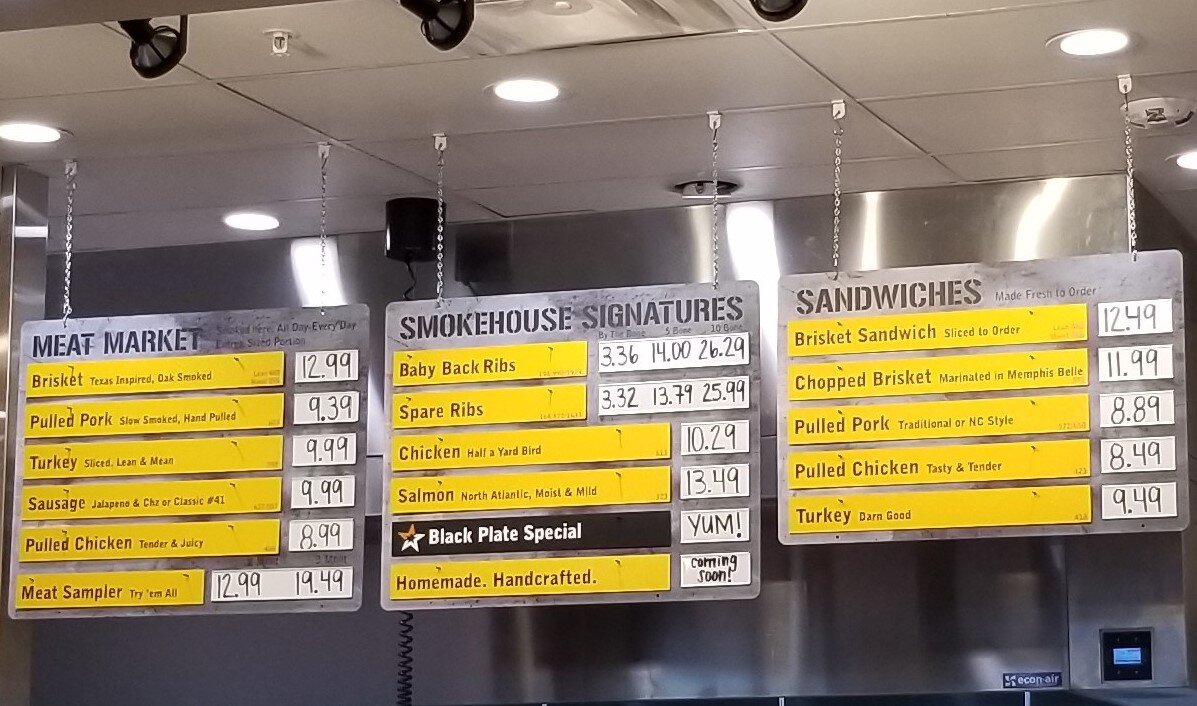 MEAT MARKET Smoked Here, All Day-Every Day
Entree Sized Portion
Brisket Texas Inspired, Oak Smoked 12.99
Pulled Pork Slow Smoked, Hand Pulled 9.39
Turkey Sliced, Lean & Mean 9.99
Sausage Jalapeno & Chz or Classic #41 9.99
Pulled Chicken Tender & Juicy 8.99
3 Meat
Meat Sampler Try 'em All 12.99 19.49
SMOKEHOUSE SIGNATURES
By The Bone 5 Bone 10 Bone
Baby Back Ribs 3.36 14.00 26.29
Spare Ribs 3.32 13.79 25.99
Chicken Half a Yard Bird 10.29
Salmon North Atlantic, Moist & Mild 13.49
Black Plate Special YUM!
Homemade. Handcrafted. coming
soon!
SANDWICHES Made Fresh to Order
Brisket Sandwich Sliced to Order 12.49
Chopped Brisket Marinated in Memphis Belle 11.99
Pulled Pork Traditional or NC Style 8.89
Pulled Chicken Tasty & Tender 8.49
Turkey Darn Good 9.49
econ-air